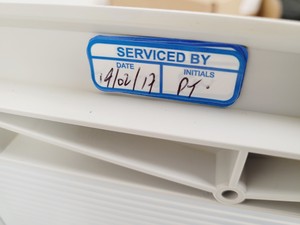 SERVICED BY
DATE INITIALS
19/02/17 PT.